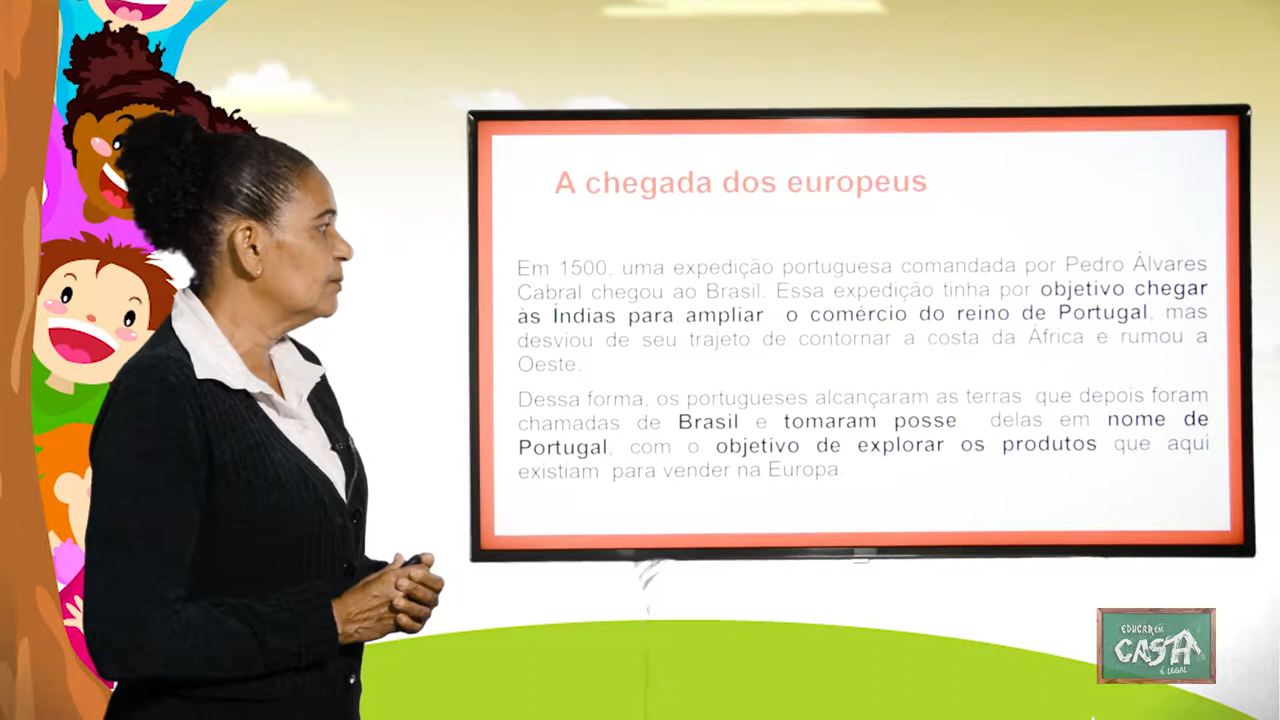 A chegada dos europeus
Em 1500, uma expedição portuguesa comandada por Pedro Álvares
Cabral chegou ao Brasil. Essa expedição tinha por objetivo chegar
às Índias para ampliar o comércio do reino de Portugal, mas
desviou de seu trajeto de contornar a costa da África e rumou a
Oeste.
Dessa forma, os portugueses alcançaram as terras que depois foram
chamadas de Brasil e tomaram posse delas em nome de
Portugal, com o objetivo de explorar os produtos que aqui
existiam para vender na Europa.
EDUCAR EM
CASA
É LEGAL